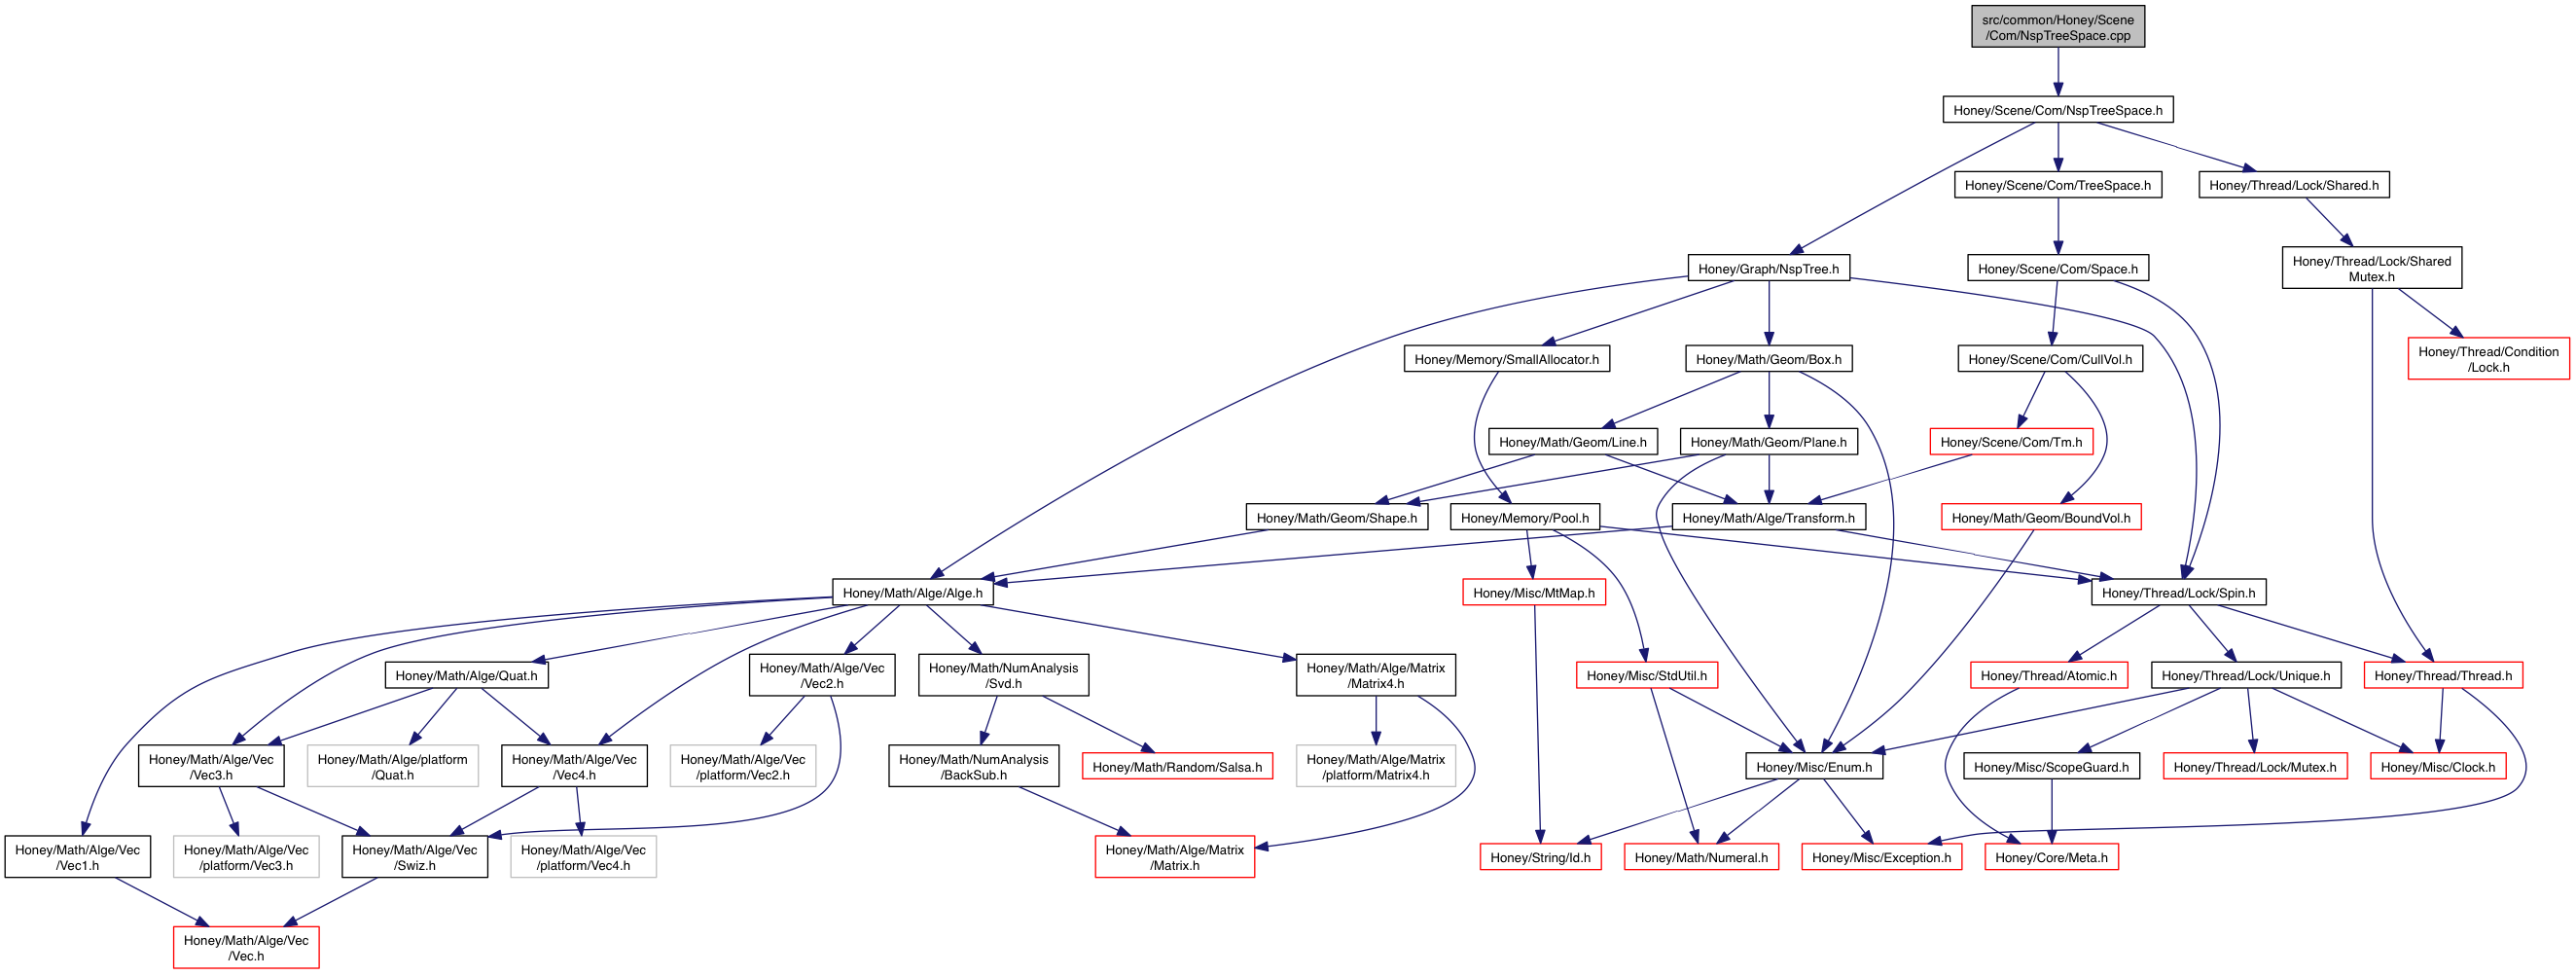 src/common/Honey/Scene
/Com/NspTreeSpace.cpp
Honey/Scene/Com/NspTreeSpace.h
Honey/Scene/Com/TreeSpace.h
Honey/Thread/Lock/Shared.h
Honey/Graph/NspTree.h
Honey/Scene/Com/Space.h
Honey/Thread/Lock/Shared
Mutex.h
Honey/Memory/SmallAllocator.h
Honey/Math/Geom/Box.h
Honey/Scene/Com/CullVol.h
Honey/Thread/Condition
/Lock.h
Honey/Math/Geom/Line.h
Honey/Math/Geom/Plane.h
Honey/Scene/Com/Tm.h
Honey/Math/Geom/Shape.h
Honey/Memory/Pool.h
Honey/Math/Alge/Transform.h
Honey/Math/Geom/BoundVol.h
Honey/Math/Alge/Alge.h
Honey/Misc/MtMap.h
Honey/Thread/Lock/Spin.h
Honey/Math/Alge/Quat.h
Honey/Math/Alge/Vec
/Vec2.h
Honey/Math/NumAnalysis
/Svd.h
Honey/Math/Alge/Matrix
/Matrix4.h
Honey/Misc/StdUtil.h
Honey/Thread/Atomic.h
Honey/Thread/Lock/Unique.h
Honey/Thread/Thread.h
Honey/Math/Alge/Vec
/Vec3.h
Honey/Math/Alge/platform
/Quat.h
Honey/Math/Alge/Vec
/Vec4.h
Honey/Math/Alge/Vec
/platform/Vec2.h
Honey/Math/NumAnalysis
/BackSub.h
Honey/Math/Random/Salsa.h
Honey/Math/Alge/Matrix
/platform/Matrix4.h
Honey/Misc/Enum.h
Honey/Misc/ScopeGuard.h
Honey/Thread/Lock/Mutex.h
Honey/Misc/Clock.h
Honey/Math/Alge/Vec
/Vec1.h
Honey/Math/Alge/Vec
/platform/Vec3.h
Honey/Math/Alge/Vec
/Swiz.h
Honey/Math/Alge/Vec
/platform/Vec4.h
Honey/Math/Alge/Matrix
/Matrix.h
Honey/String/Id.h
Honey/Math/Numeral.h
Honey/Misc/Exception.h
Honey/Core/Meta.h
Honey/Math/Alge/Vec
/Vec.h